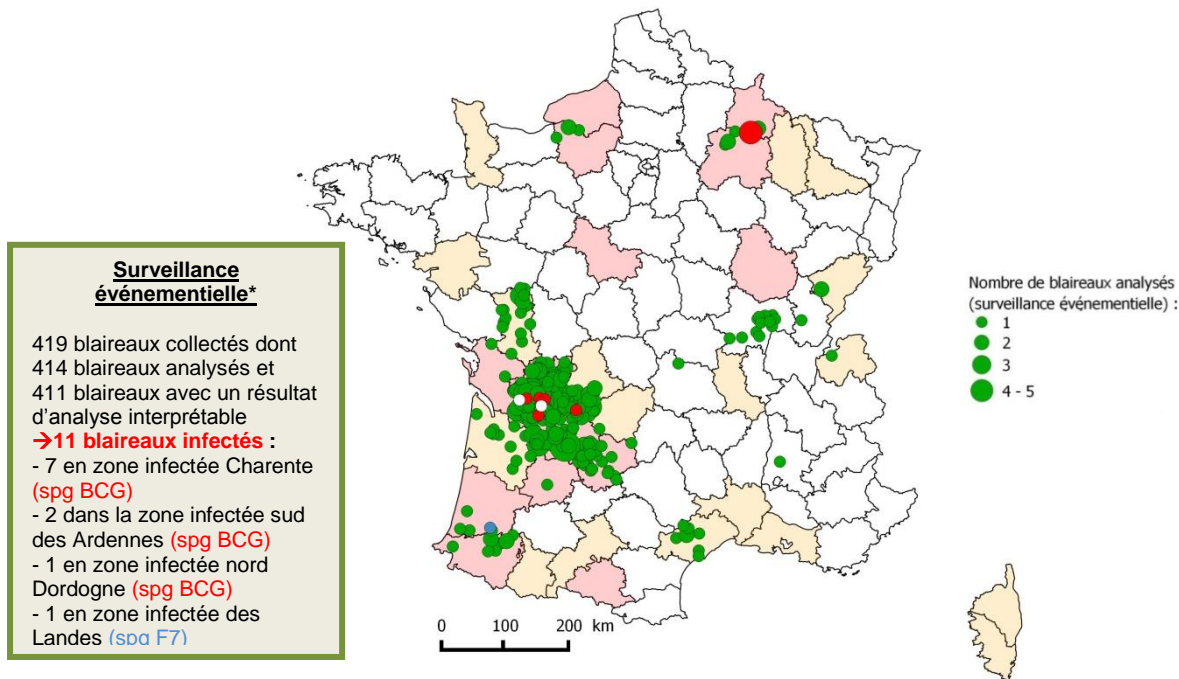 Surveillance
événementielle*
419 blaireaux collectés dont
414 blaireaux analysés et
411 blaireaux avec un résultat
d'analyse interprétable
→11 blaireaux infectés :
- 7 en zone infectée Charente
(spg BCG)
- 2 dans la zone infectée sud
des Ardennes (spg BCG)
- 1 en zone infectée nord
Dordogne (spg BCG)
- 1 en zone infectée des
Landes (spg F7)
Nombre de blaireaux analysés
(surveillance événementielle) :
1
2
3
4 - 5
0 100 200 km